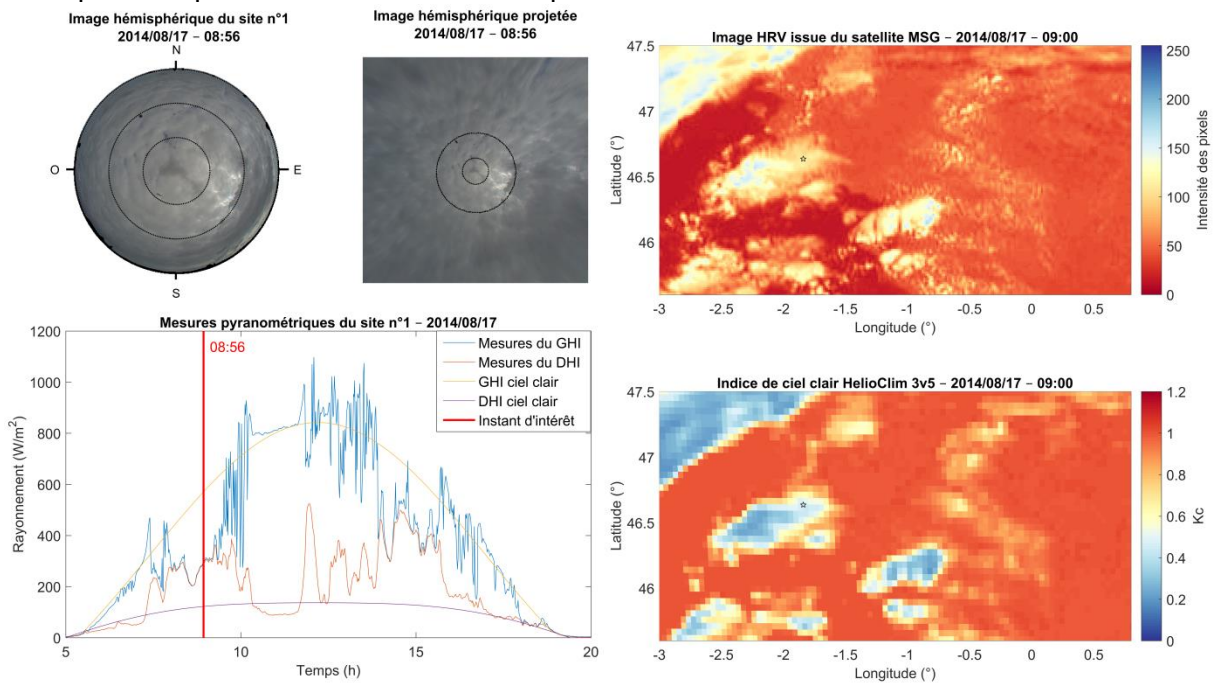 Image hémisphérique du site n°1
2014/08/17 – 08:56
N
O
E
S
Image hémisphérique projetée
2014/08/17 – 08:56
Image HRV issue du satellite MSG – 2014/08/17 – 09:00
47.5
47
46.5
46
Latitude (°)
-3 -2.5 -2 -1.5 -1 -0.5 0 0.5
Longitude (°)
250
200
150
100
50
0
Intensité des pixels
Mesures pyranométriques du site n°1 – 2014/08/17
1200
1000
800
600
400
200
0
Rayonnement (W/m²)
08:56
Mesures du GHI
Mesures du DHI
GHI ciel clair
DHI ciel clair
Instant d'intérêt
5 10 15 20
Temps (h)
Indice de ciel clair HelioClim 3v5 – 2014/08/17 – 09:00
47.5
47
46.5
46
Latitude (°)
-3 -2.5 -2 -1.5 -1 -0.5 0 0.5
Longitude (°)
1.2
1
0.8
0.6
0.4
0.2
0
Kc